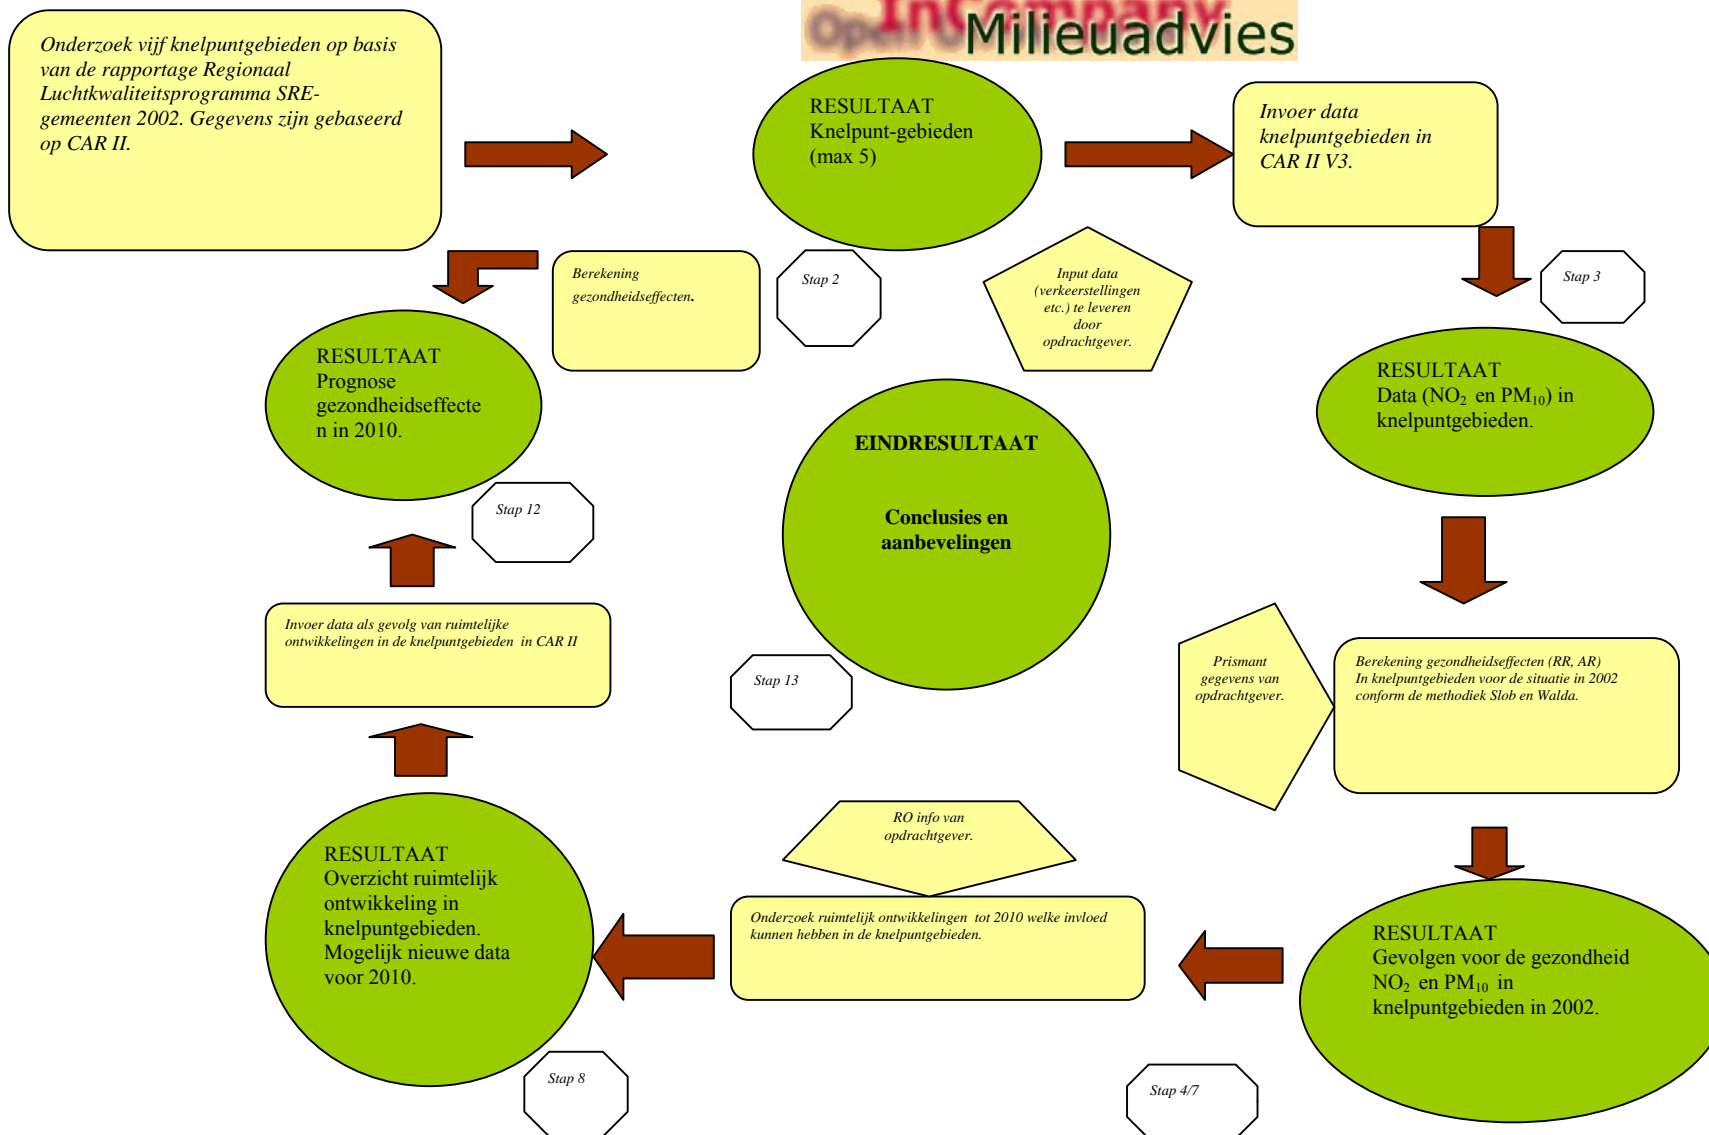 InCompany
Milieuadvies
Onderzoek vijf knelpuntgebieden op basis
van de rapportage Regionaal
Luchtkwaliteitsprogramma SRE-
gemeenten 2002. Gegevens zijn gebaseerd
op CAR II.
RESULTAAT
Knelpunt-gebieden
(max 5)
Invoer data
knelpuntgebieden in
CAR II V3.
Berekening
gezondheidseffecten.
Stap 2
Input data
(verkeerstellingen
etc.) te leveren
door
opdrachtgever.
Stap 3
RESULTAAT
Prognose
gezondheidseffecte
n in 2010.
RESULTAAT
Data (NO₂ en PM₁₀) in
knelpuntgebieden.
EINDRESULTAAT
Conclusies en
aanbevelingen
Stap 12
Invoer data als gevolg van ruimtelijke
ontwikkelingen in de knelpuntgebieden in CAR II
Stap 13
Prismant
gegevens van
opdrachtgever.
Berekening gezondheidseffecten (RR, AR)
In knelpuntgebieden voor de situatie in 2002
conform de methodiek Slob en Walda.
RO info van
opdrachtgever.
RESULTAAT
Overzicht ruimtelijk
ontwikkeling in
knelpuntgebieden.
Mogelijk nieuwe data
voor 2010.
Onderzoek ruimtelijk ontwikkelingen tot 2010 welke invloed
kunnen hebben in de knelpuntgebieden.
RESULTAAT
Gevolgen voor de gezondheid
NO₂ en PM₁₀ in
knelpuntgebieden in 2002.
Stap 8
Stap 4/7